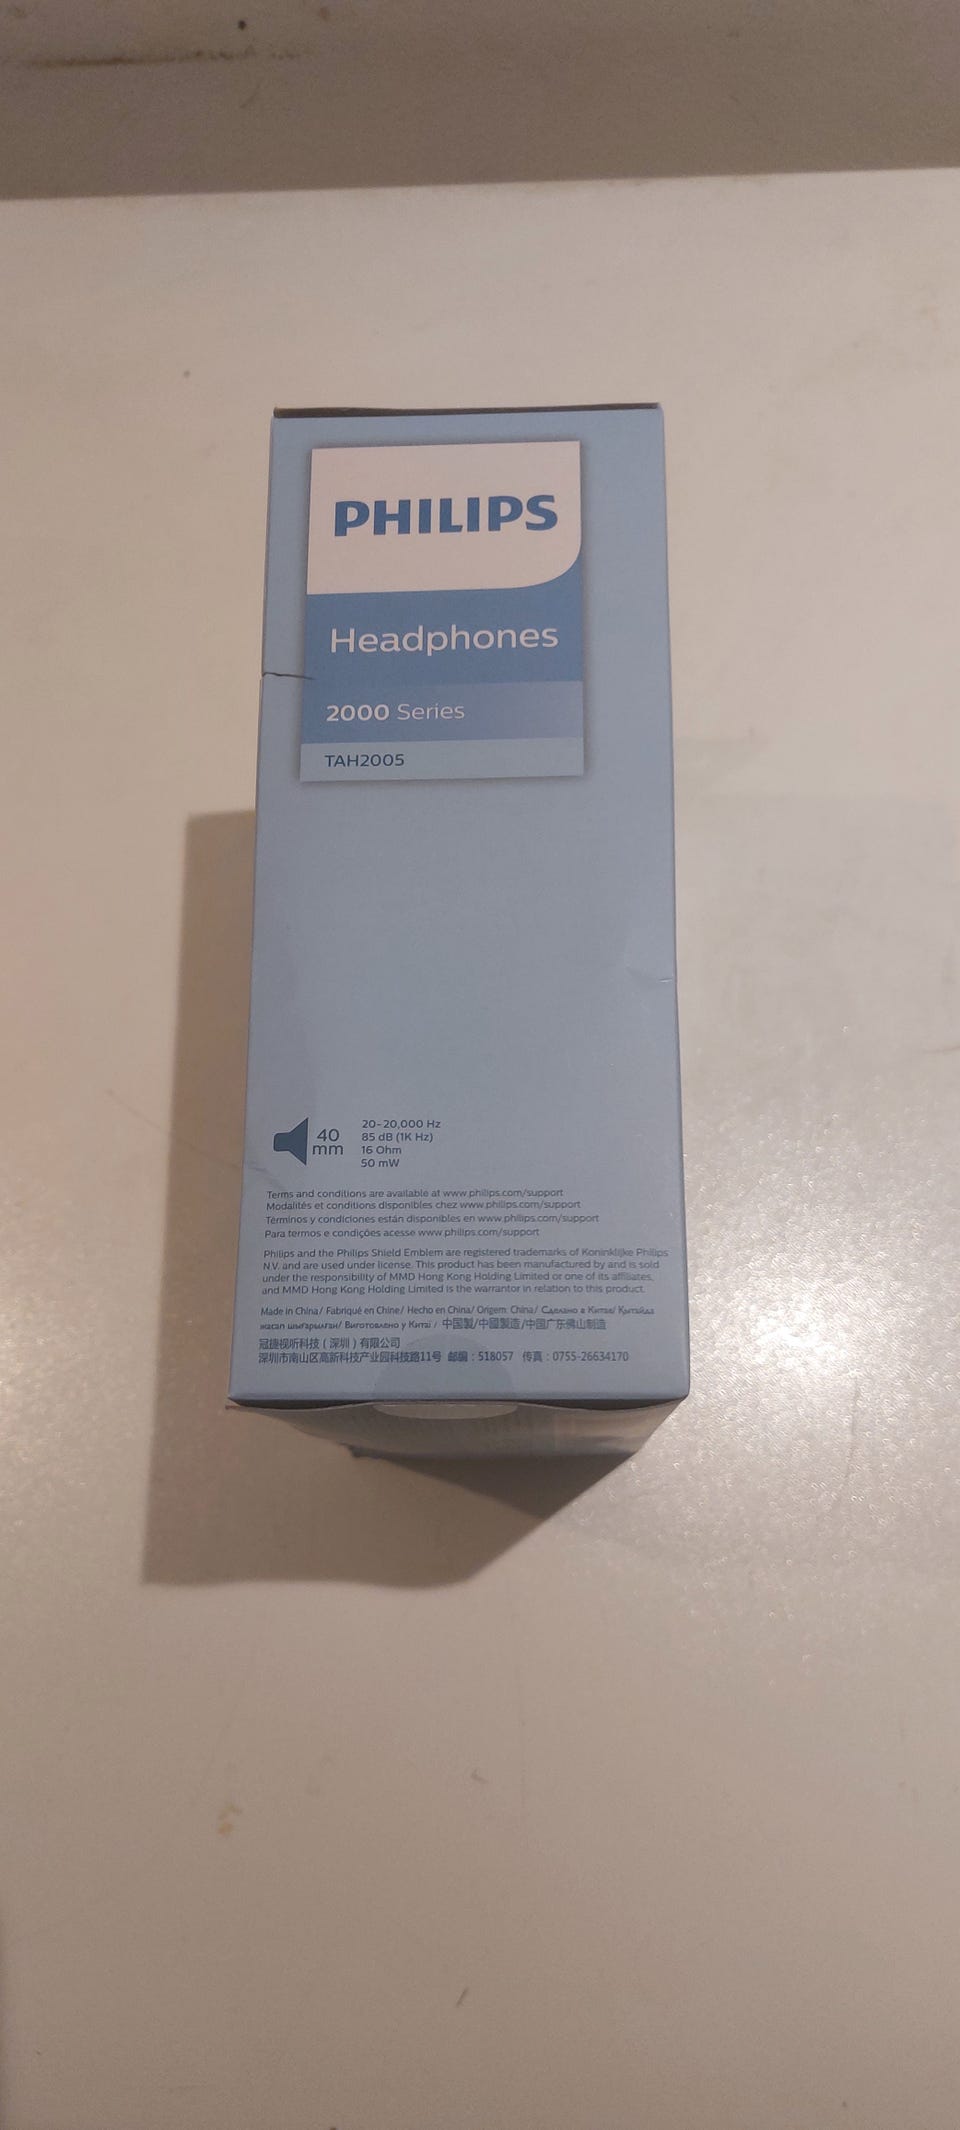 PHILIPS
Headphones
2000 Series
TAH2005
40
mm
20-20,000 Hz
85 dB (1K Hz)
16 Ohm
50 mW
Terms and conditions are available at www.philips.com/support
Modalités et conditions disponibles chez www.philips.com/support
Términos y condiciones están disponibles en www.philips.com/support
Para termos e condições acesse www.philips.com/support
Philips and the Philips Shield Emblem are registered trademarks of Koninklijke Philips
N.V. and are used under license. This product has been manufactured by and is sold
under the responsibility of MMD Hong Kong Holding Limited or one of its affiliates,
and MMD Hong Kong Holding Limited is the warrantor in relation to this product.
Made in China/ Fabriqué en Chine/ Hecho en China/ Origem: China/ Сделано в Китае/ Қытайда
жасап шығарылған/ Виготовлено у Китаї / 中国製/中國製造/中国广东佛山制造
冠捷视听科技（深圳）有限公司
深圳市南山区高新科技产业园科技路11号 邮编：518057 传真：0755-26634170